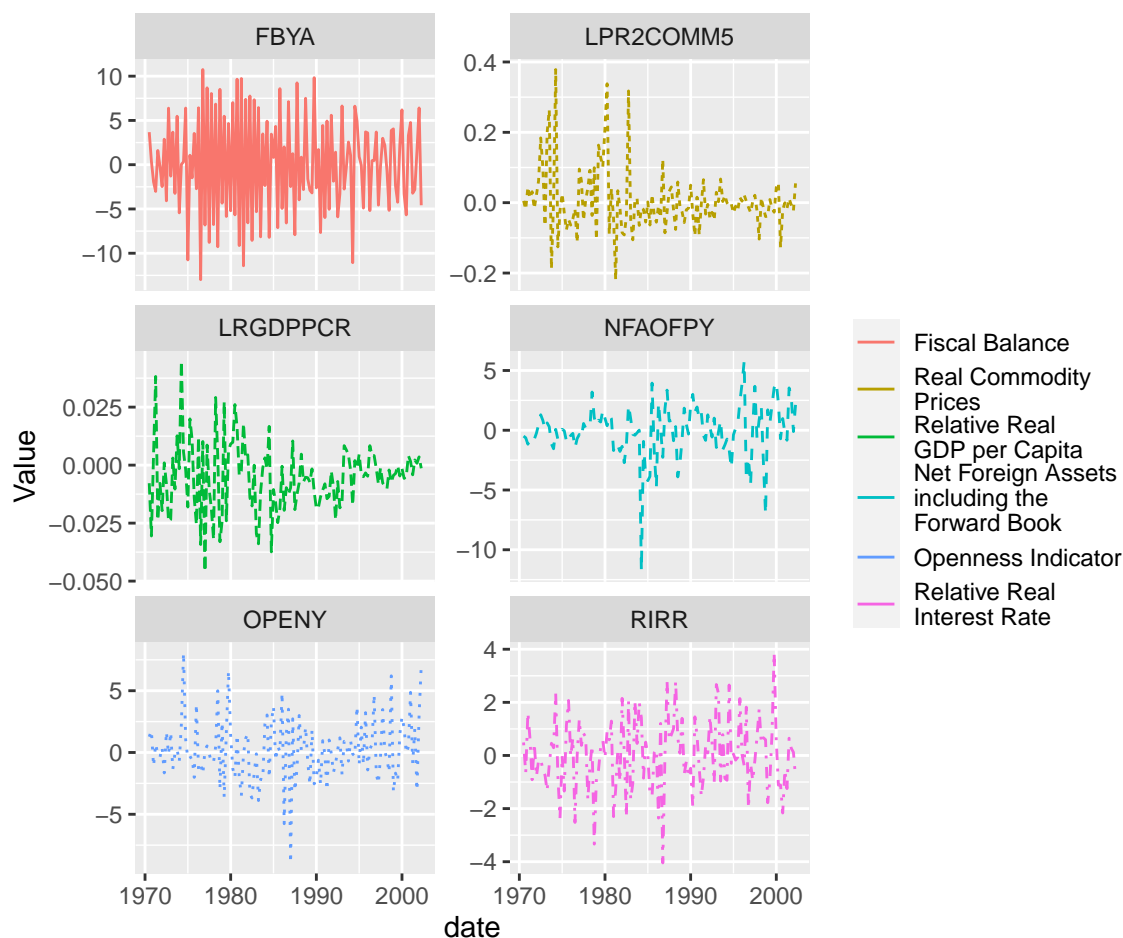 FBYA
LPR2COMM5
10
5
0
−5
−10
0.4
0.2
0.0
−0.2
LRGDPPCR
NFAOFPY
0.025
0.000
−0.025
−0.050
5
0
−5
−10
OPENY
RIRR
5
0
−5
4
2
0
−2
−4
1970 1980 1990 2000
1970 1980 1990 2000
date
Value
Fiscal Balance
Real Commodity
Prices
Relative Real
GDP per Capita
Net Foreign Assets
including the
Forward Book
Openness Indicator
Relative Real
Interest Rate